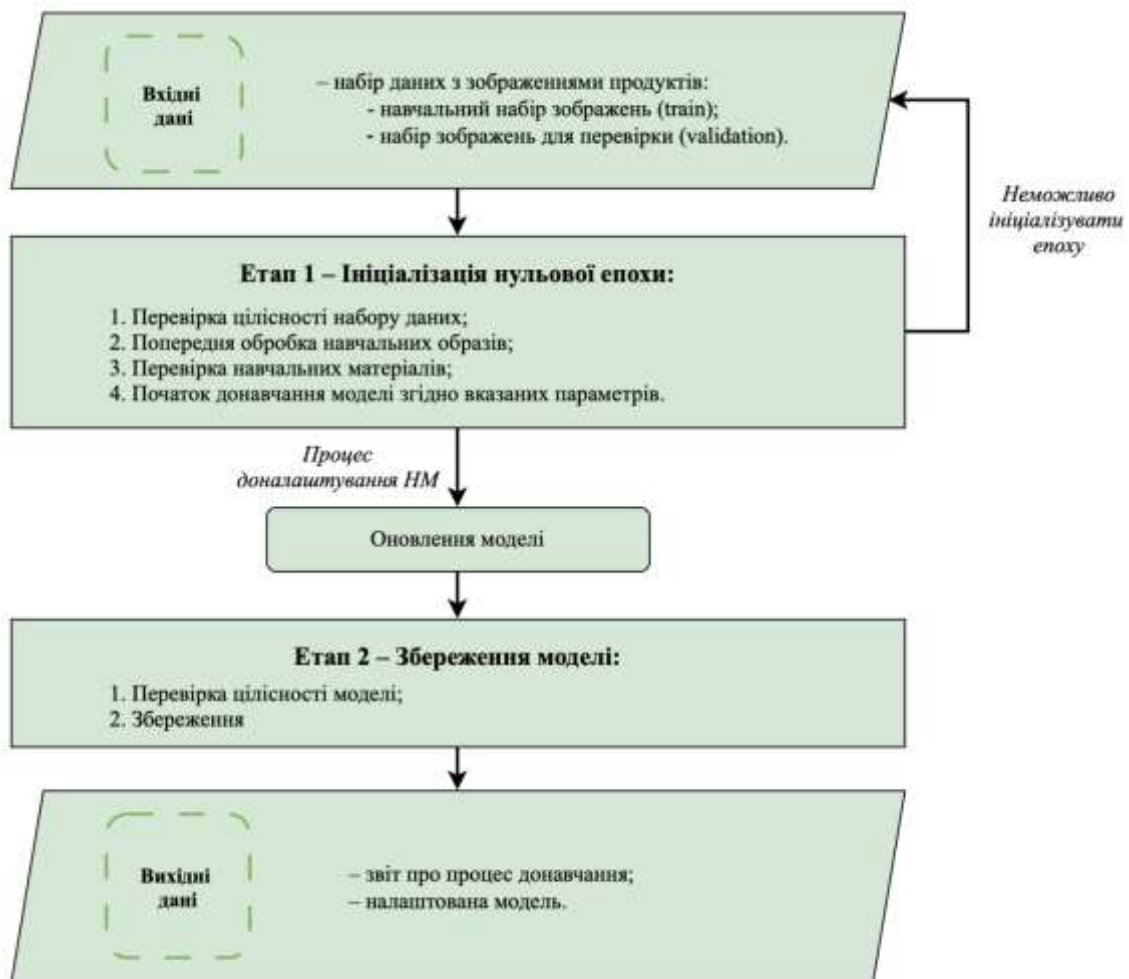 Вхідні
дані
– набір даних з зображеннями продуктів:
- навчальний набір зображень (train);
- набір зображень для перевірки (validation).
Неможливо
ініціалізувати
епоху
Етап 1 – Ініціалізація нульової епохи:
1. Перевірка цілісності набору даних;
2. Попередня обробка навчальних образів;
3. Перевірка навчальних матеріалів;
4. Початок донавчання моделі згідно вказаних параметрів.
Процес
доналаштування НМ
Оновлення моделі
Етап 2 – Збереження моделі:
1. Перевірка цілісності моделі;
2. Збереження
Вихідні
дані
– звіт про процес донавчання;
– налаштована модель.